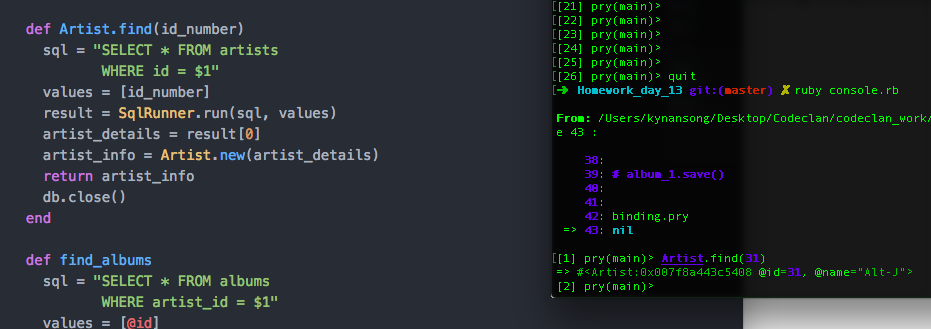 def Artist.find(id_number)
sql = "SELECT * FROM artists
WHERE id = $1"
values = [id_number]
result = SqlRunner.run(sql, values)
artist_details = result[0]
artist_info = Artist.new(artist_details)
return artist_info
db.close()
end
def find_albums
sql = "SELECT * FROM albums
WHERE artist_id = $1"
values = [@id]
[[21] pry(main)>
[[22] pry(main)>
[[23] pry(main)>
[[24] pry(main)>
[[25] pry(main)>
[[26] pry(main)> quit
[➜ Homework_day_13 git:(master) ✗ ruby console.rb
From: /Users/kynansong/Desktop/Codeclan/codeclan_work/
e 43 :
38:
39: # album_1.save()
40:
41:
42: binding.pry
=> 43: nil
[[1] pry(main)> Artist.find(31)
=> #<Artist:0x007f8a443c5408 @id=31, @name="Alt-J">
[2] pry(main)>